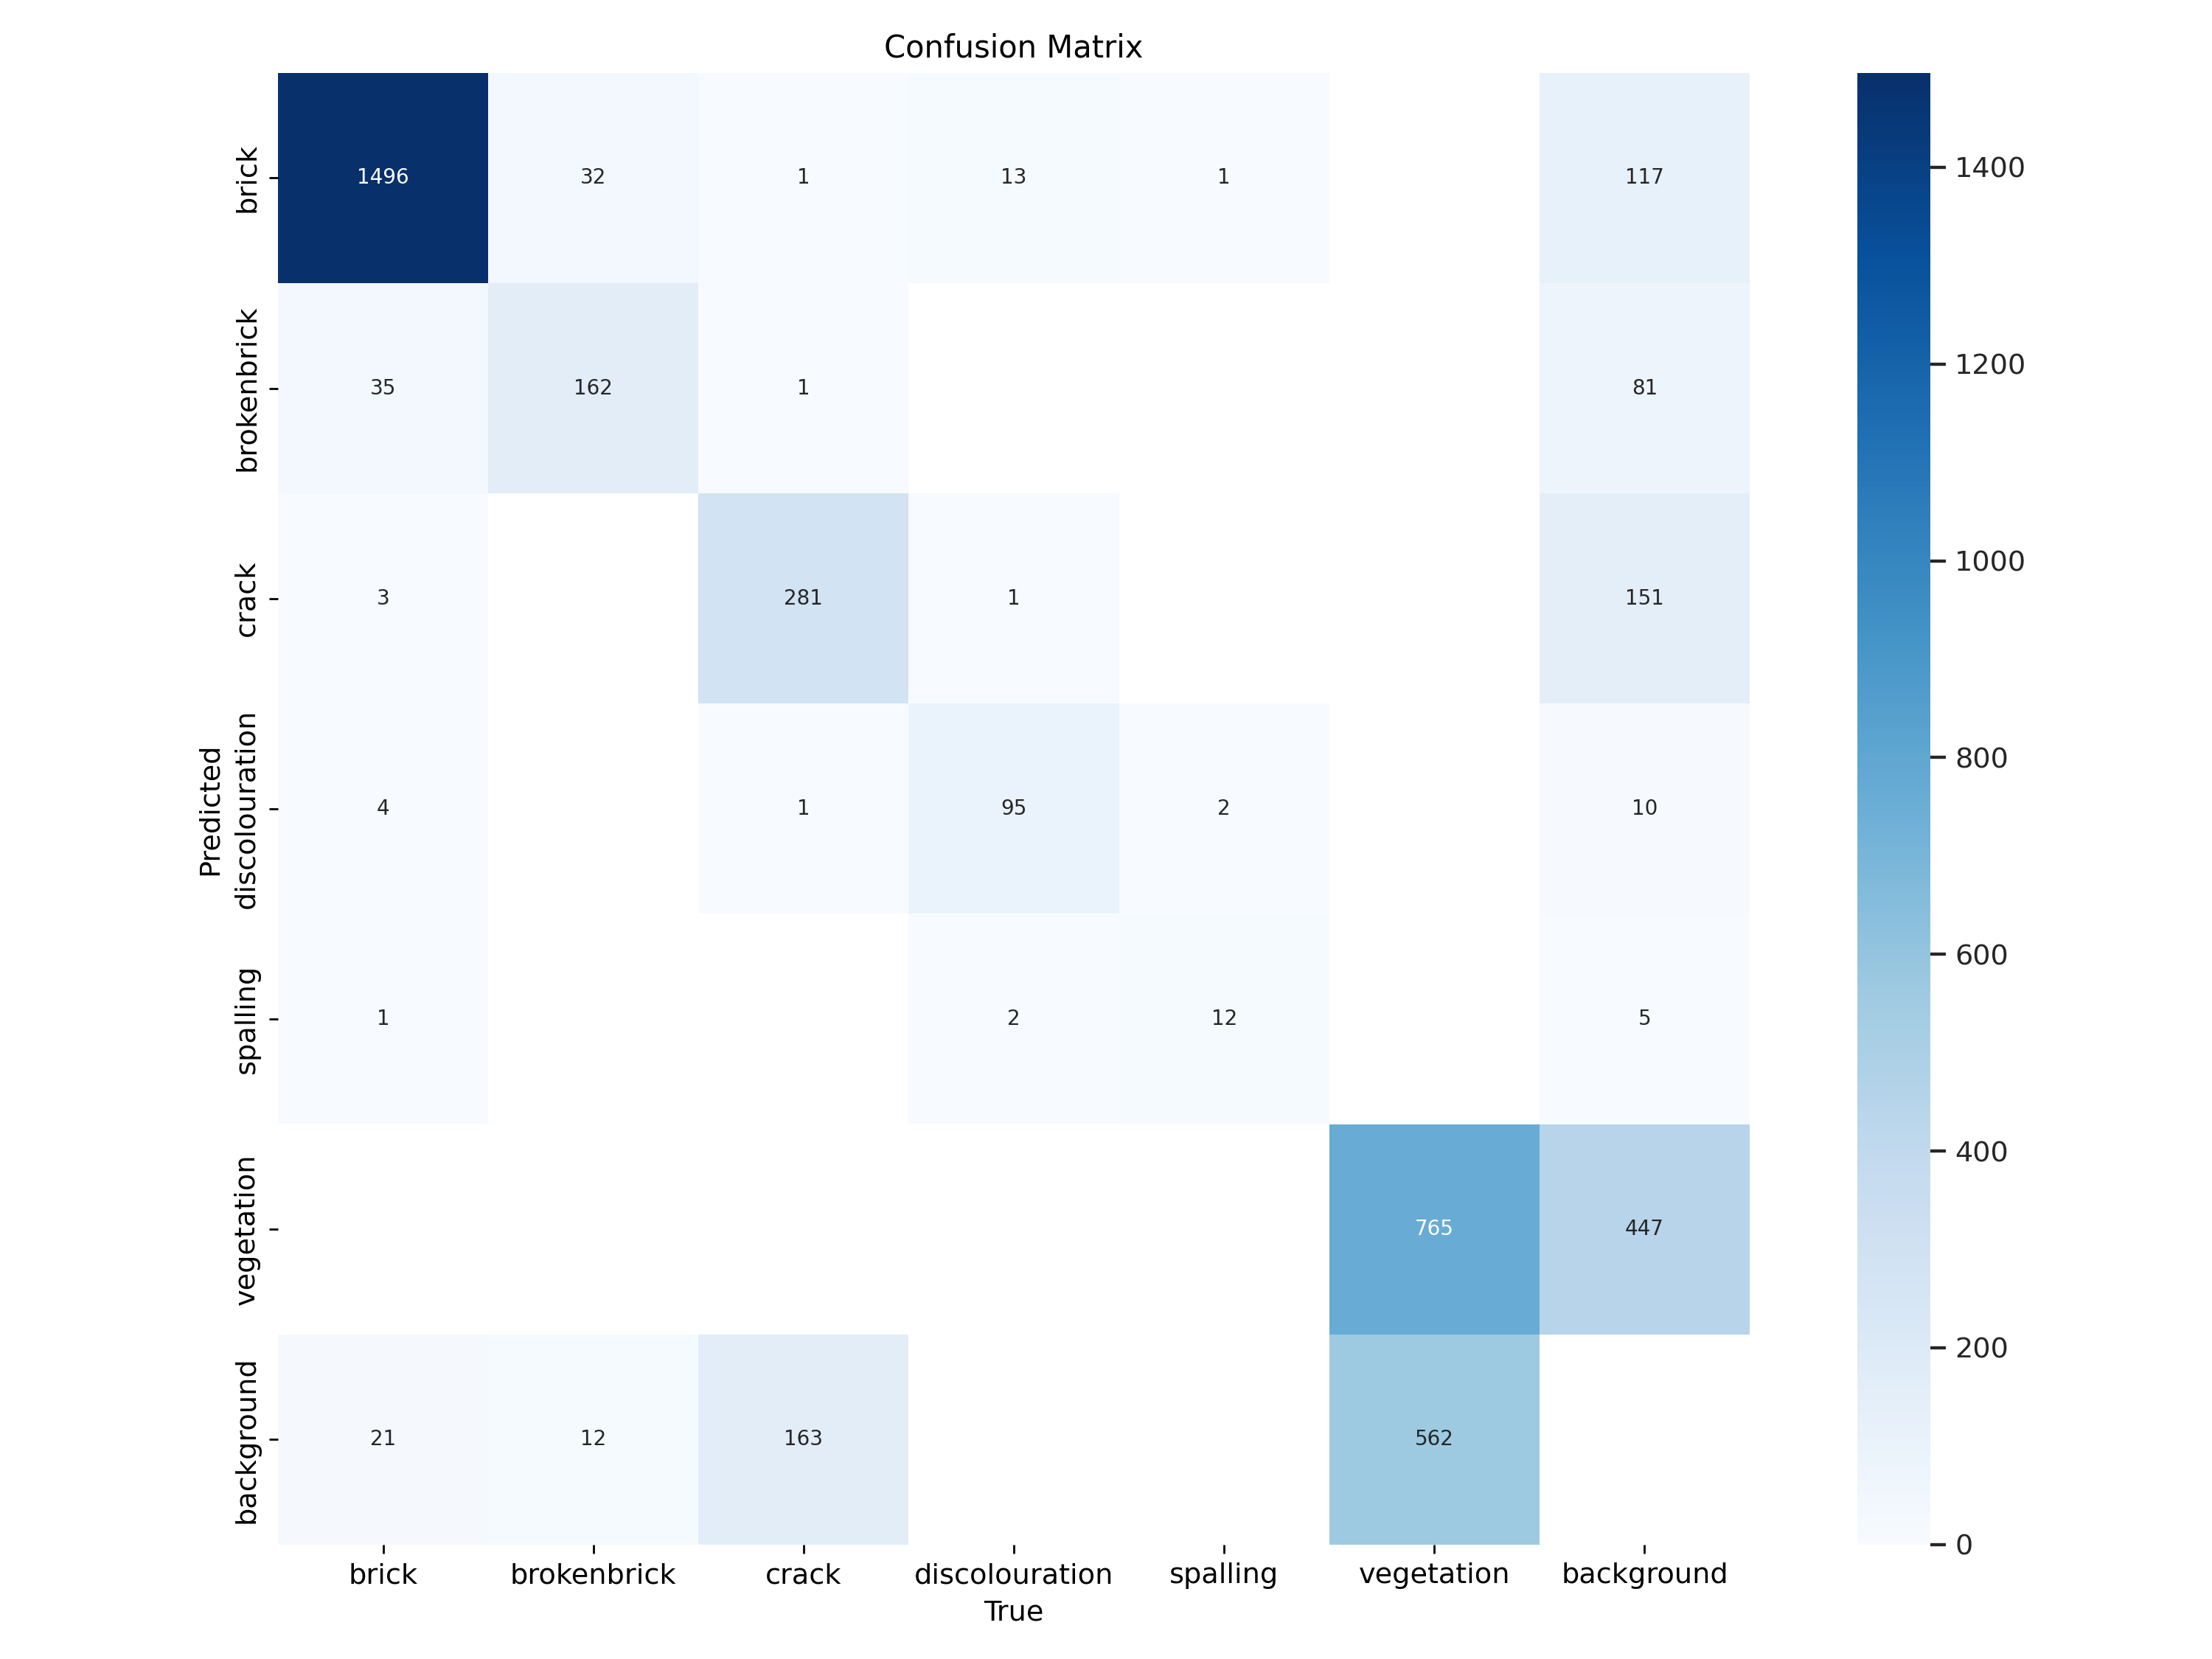 Confusion Matrix
brick 1496 32 1 13 1 117
brokenbrick 35 162 1 81
crack 3 281 1 151
discolouration 4 1 95 2 10
spalling 1 2 12 5
vegetation 765 447
background 21 12 163 562
Predicted
brick brokenbrick crack discolouration spalling vegetation background
True
1400
1200
1000
800
600
400
200
0